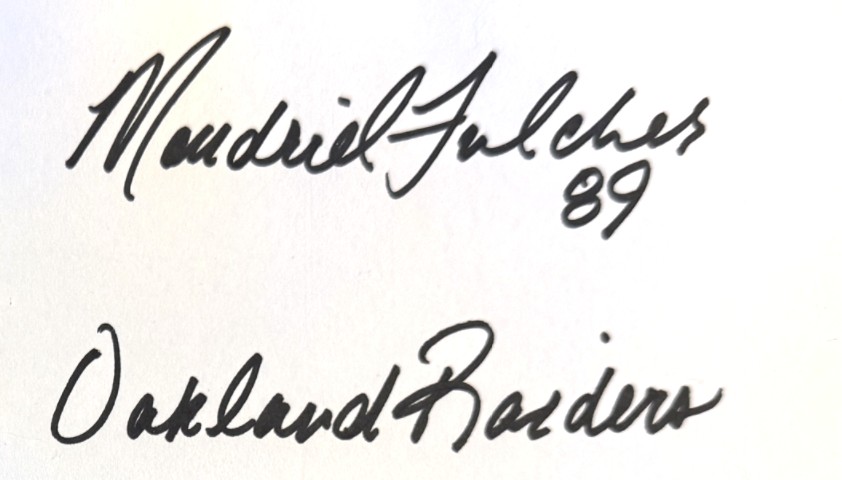 Mondriel Fulcher
89
Oakland Raiders